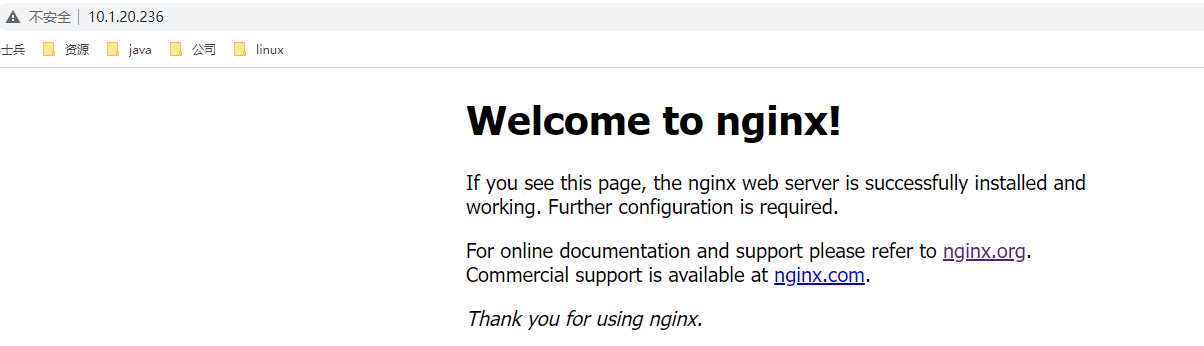 不安全 10.1.20.236
士兵 资源 java 公司 linux
Welcome to nginx!
If you see this page, the nginx web server is successfully installed and
working. Further configuration is required.
For online documentation and support please refer to nginx.org.
Commercial support is available at nginx.com.
Thank you for using nginx.